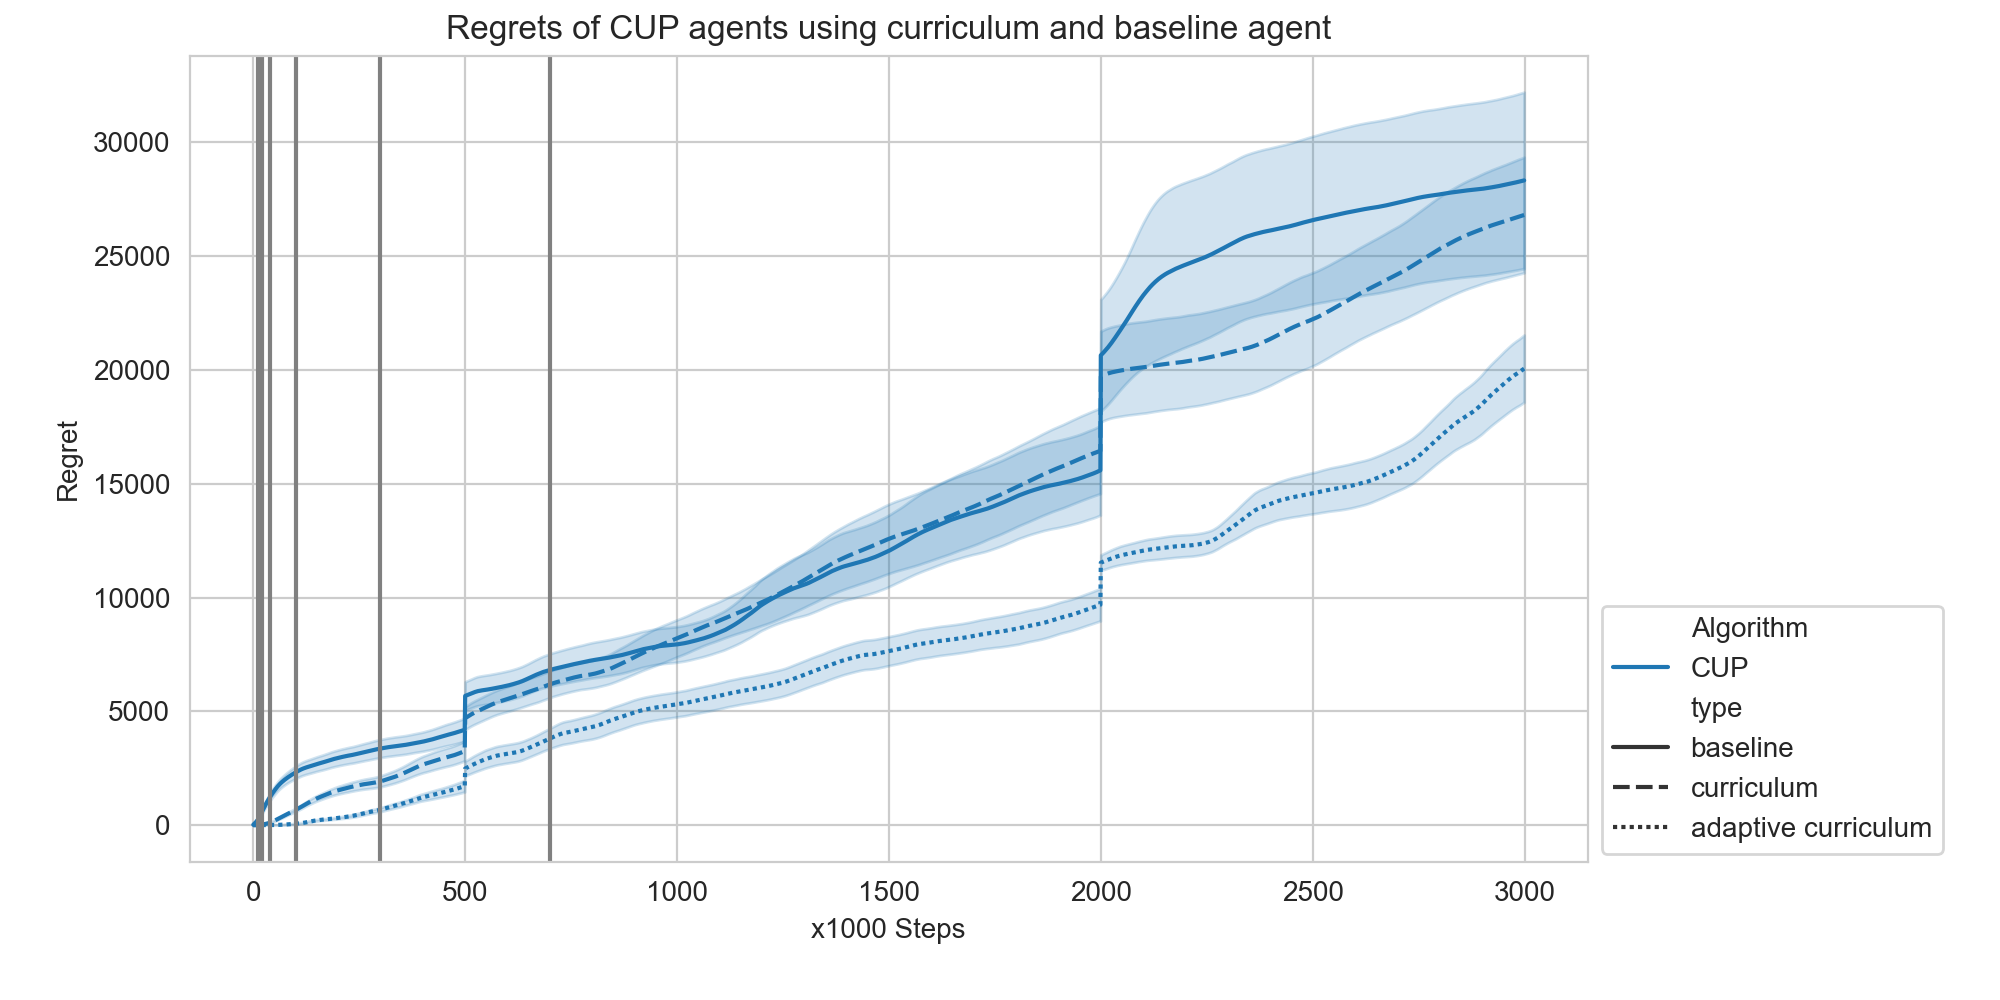 Regrets of CUP agents using curriculum and baseline agent
30000
25000
20000
15000
10000
5000
0
Regret
0 500 1000 1500 2000 2500 3000
x1000 Steps
Algorithm
CUP
type
baseline
curriculum
adaptive curriculum